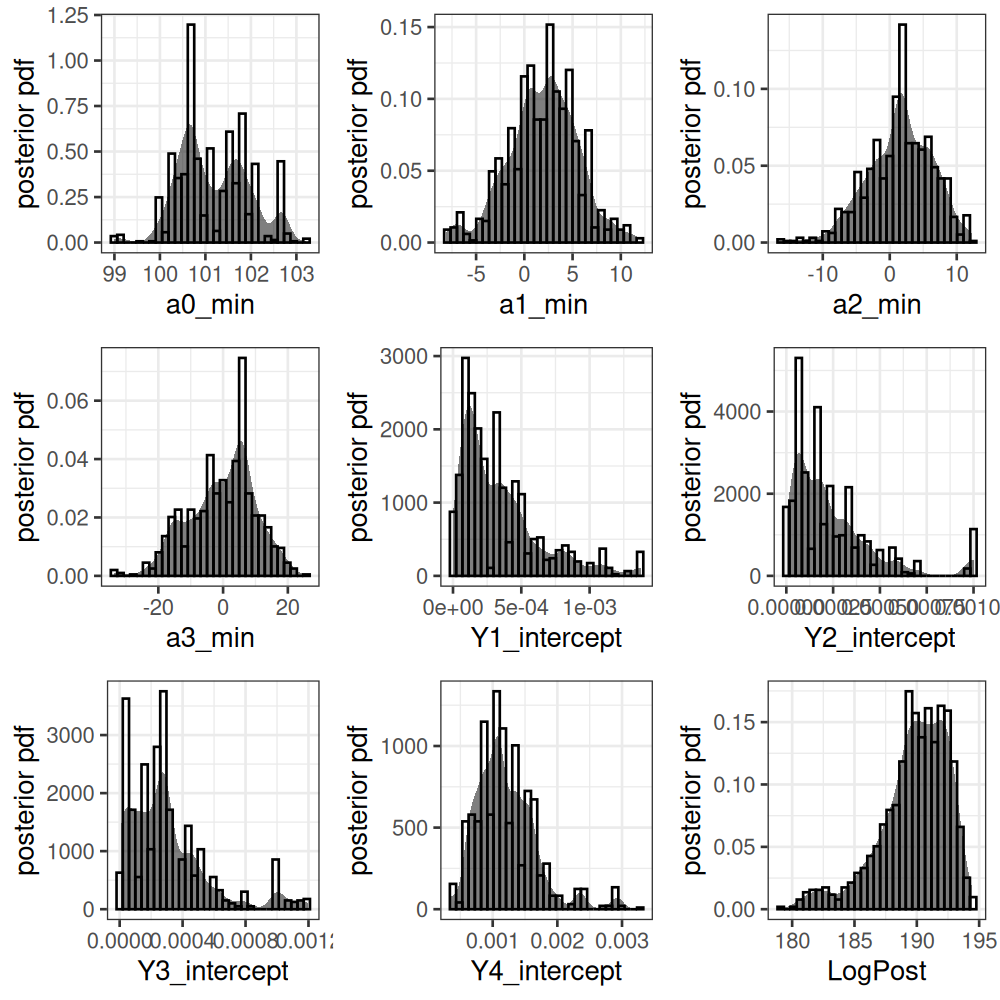 posterior pdf
1.25
1.00
0.75
0.50
0.25
0.00
99 100 101 102 103
a0_min
posterior pdf
0.15
0.10
0.05
0.00
-5 0 5 10
a1_min
posterior pdf
0.10
0.05
0.00
-10 0 10
a2_min
posterior pdf
0.06
0.04
0.02
0.00
-20 0 20
a3_min
posterior pdf
3000
2000
1000
0
0e+00 5e-04 1e-03
Y1_intercept
posterior pdf
4000
2000
0
Y2_intercept
posterior pdf
3000
2000
1000
0
0.0000 0.0004 0.0008
Y3_intercept
posterior pdf
1000
500
0
0.001 0.002 0.003
Y4_intercept
posterior pdf
0.15
0.10
0.05
0.00
180 185 190 195
LogPost